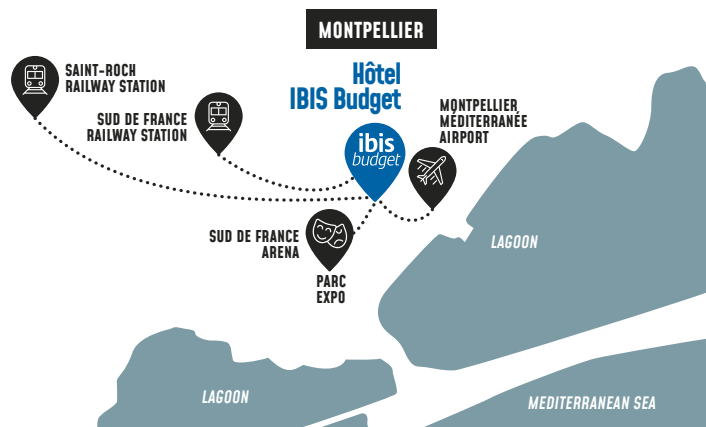 MONTPELLIER
Hôtel
IBIS Budget
SAINT-ROCH
RAILWAY STATION
SUD DE FRANCE
RAILWAY STATION
MONTPELLIER
MÉDITERRANÉE
AIRPORT
ibis
budget
SUD DE FRANCE
ARENA
PARC
EXPO
LAGOON
LAGOON
MEDITERRANEAN SEA